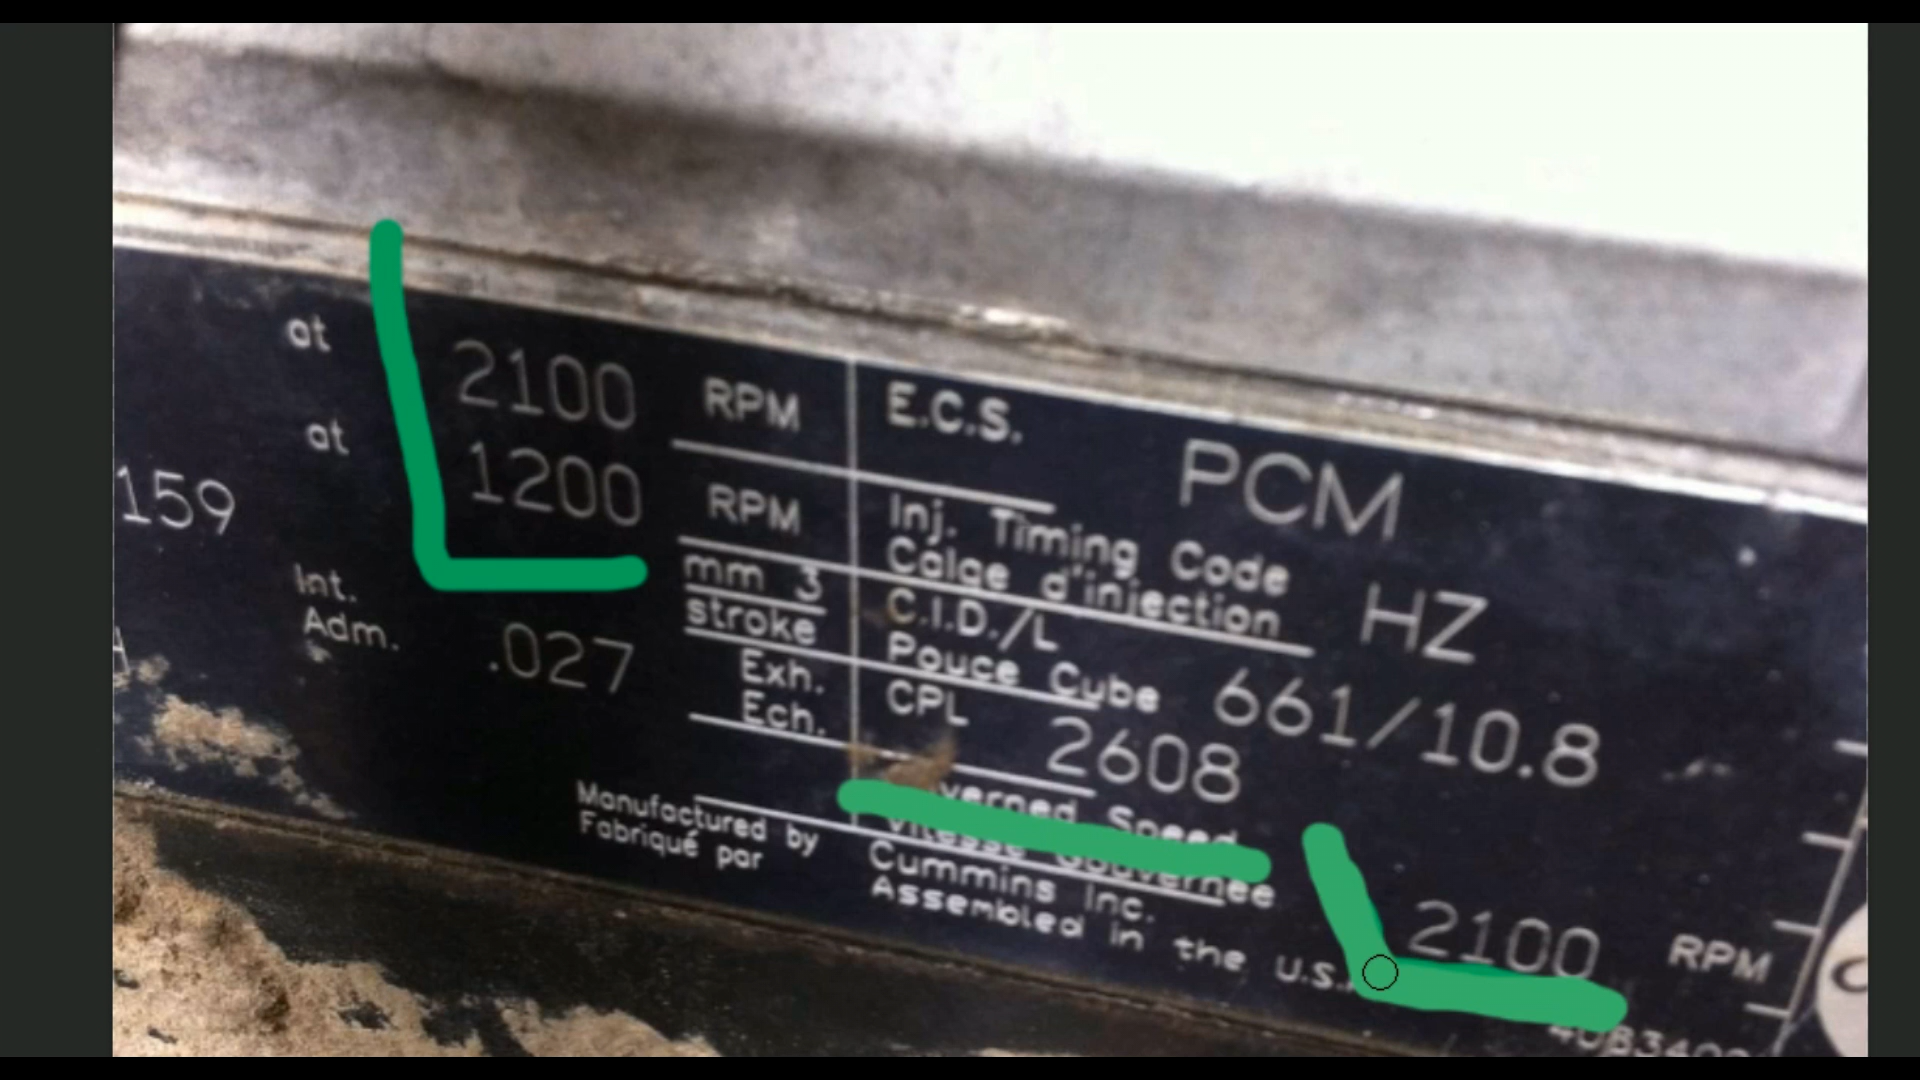 at 2100 RPM
at 1200 RPM
159
mm 3
stroke
Int.
Adm. .027
Exh.
Ech.
E.C.S. PCM
Inj. Timing Code
Calage d'injection HZ
C.I.D./L
Pouce Cube 661/10.8
CPL 2608
Speed
2100 RPM
Manufactured by
Fabriqué par
Cummins Inc.
Assembled in the U.S.